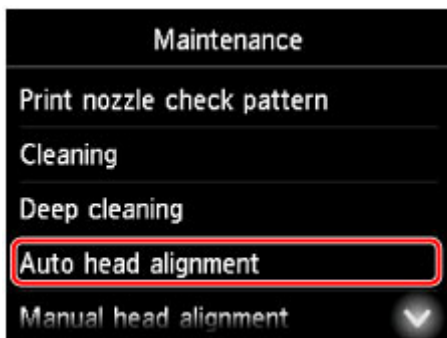 Maintenance
Print nozzle check pattern
Cleaning
Deep cleaning
Auto head alignment
Manual head alignment